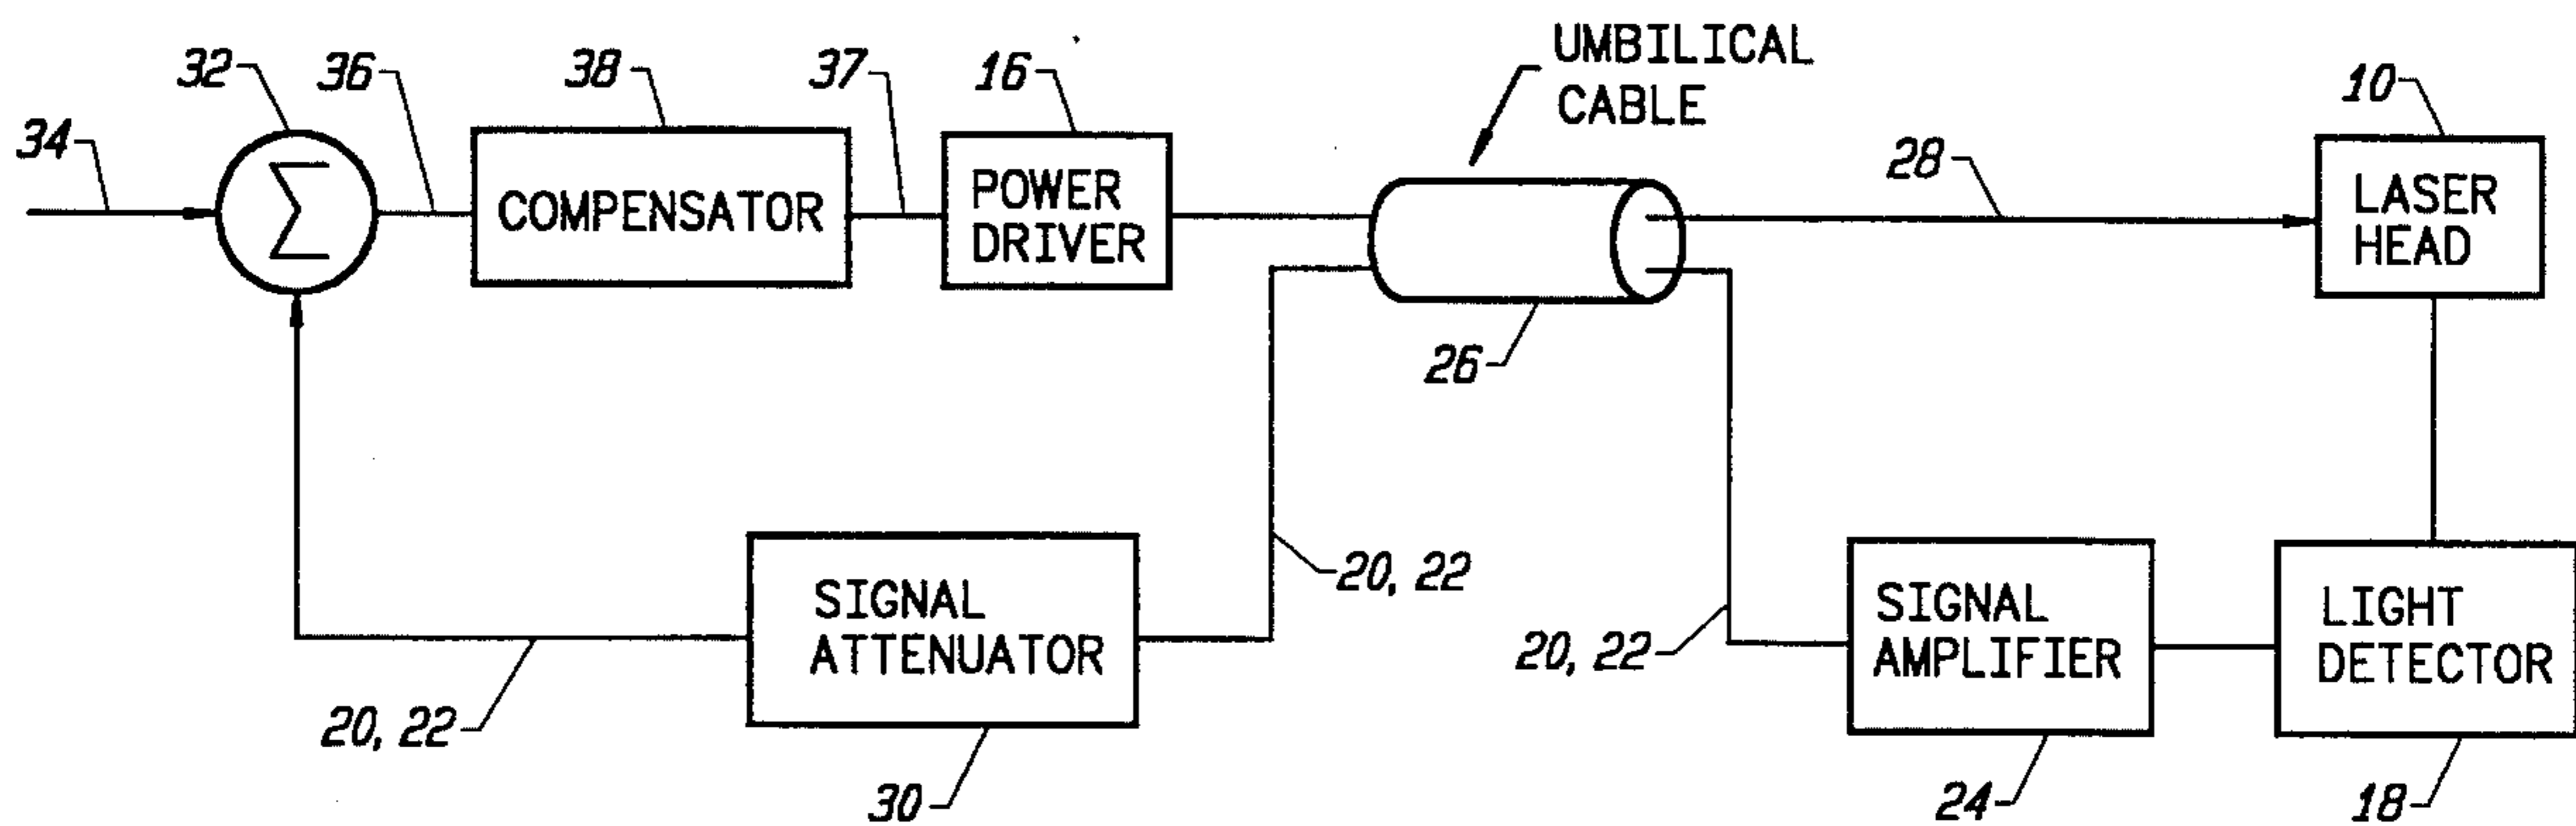 UMBILICAL
CABLE
32
36
38
37
16
10
34
28
Σ
COMPENSATOR
POWER
DRIVER
LASER
HEAD
26
20, 22
SIGNAL
ATTENUATOR
20, 22
SIGNAL
AMPLIFIER
LIGHT
DETECTOR
20, 22
30
24
18